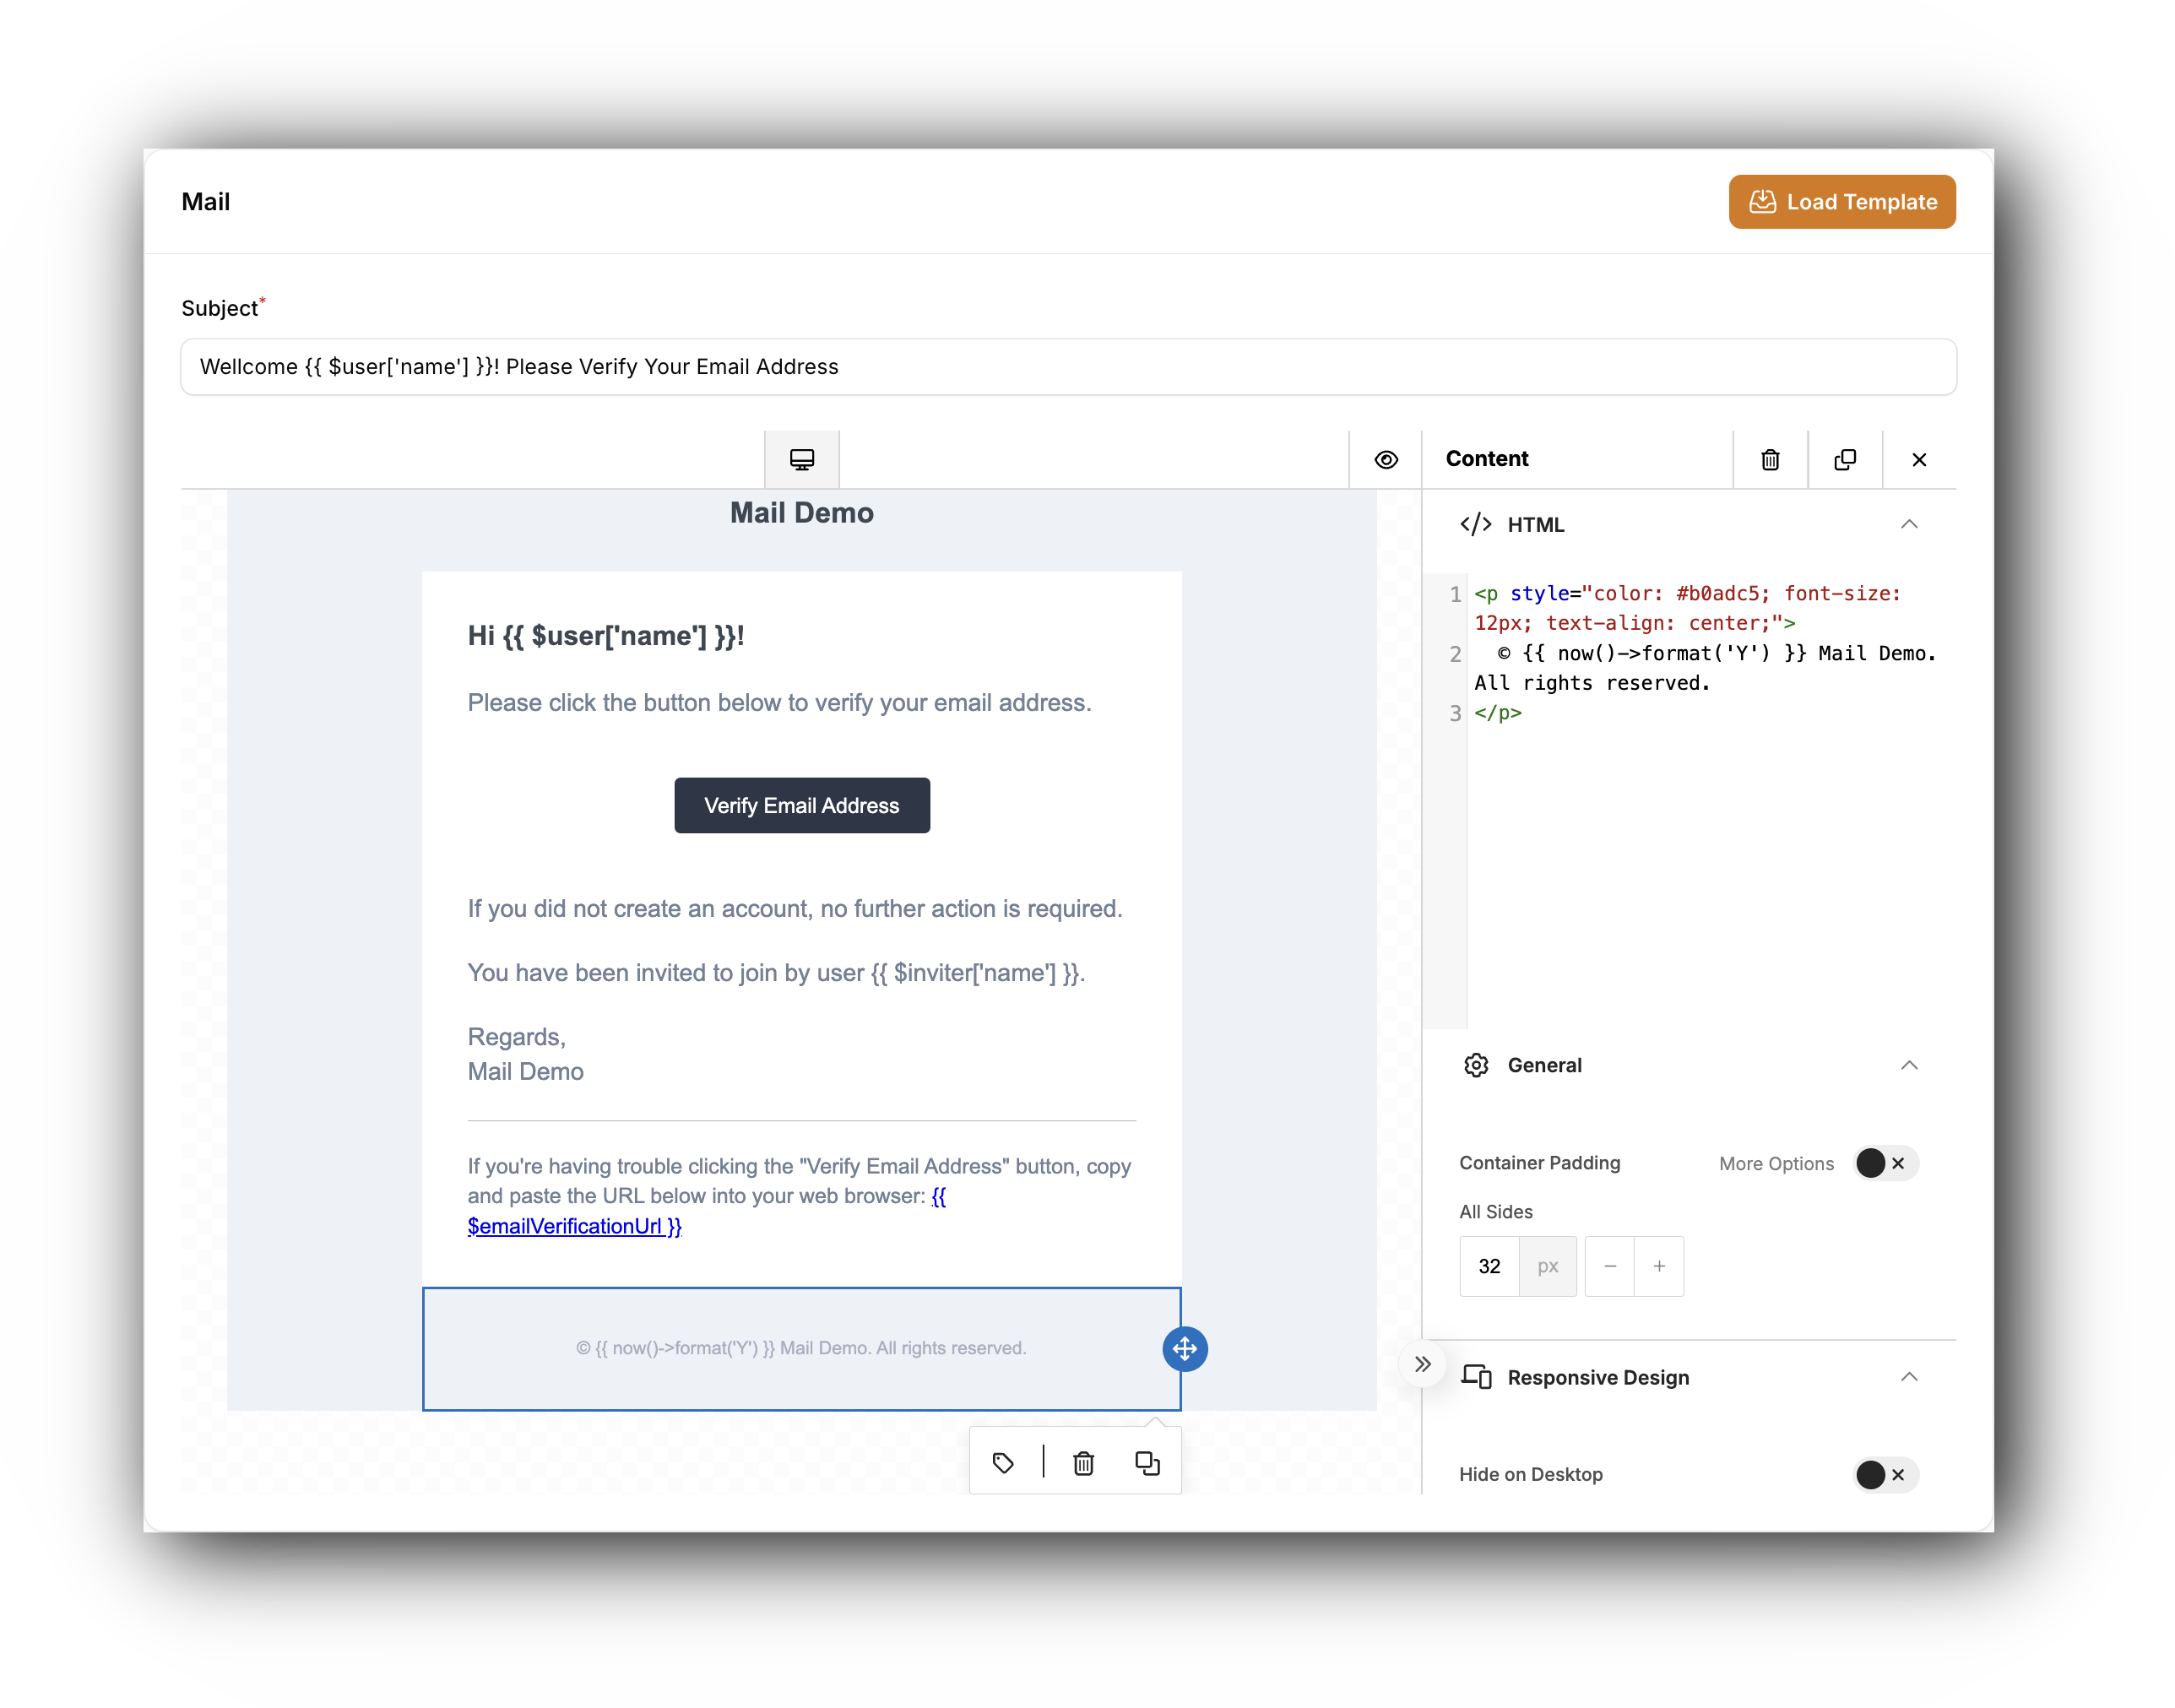 Mail
Load Template
Subject*
Wellcome {{ $user['name'] }}! Please Verify Your Email Address
Content
Mail Demo
Hi {{ $user['name'] }}!
Please click the button below to verify your email address.
Verify Email Address
If you did not create an account, no further action is required.
You have been invited to join by user {{ $inviter['name'] }}.
Regards,
Mail Demo
If you're having trouble clicking the "Verify Email Address" button, copy
and paste the URL below into your web browser: {{
$emailVerificationUrl }}
© {{ now()->format('Y') }} Mail Demo. All rights reserved.
</> HTML
1 <p style="color: #b0adc5; font-size:
12px; text-align: center;">
2 © {{ now()->format('Y') }} Mail Demo.
All rights reserved.
3 </p>
General
Container Padding More Options
All Sides
32 px − +
Responsive Design
Hide on Desktop